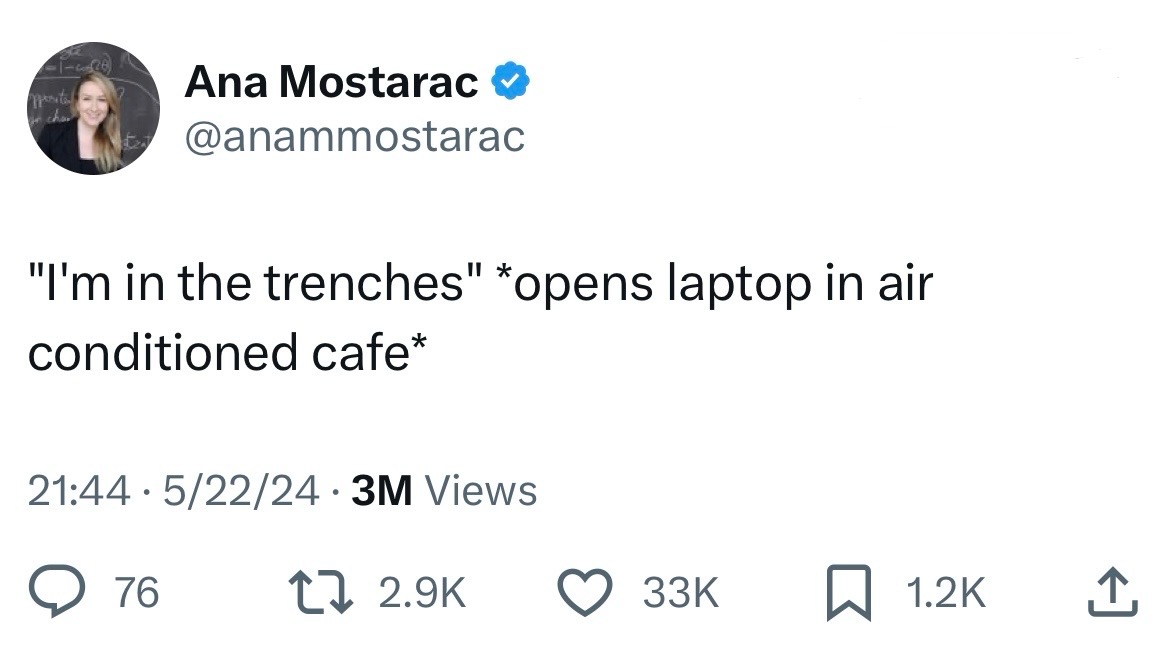 Ana Mostarac
@anammostarac
"I'm in the trenches" *opens laptop in air
conditioned cafe*
21:44 · 5/22/24 · 3M Views
76 2.9K 33K 1.2K